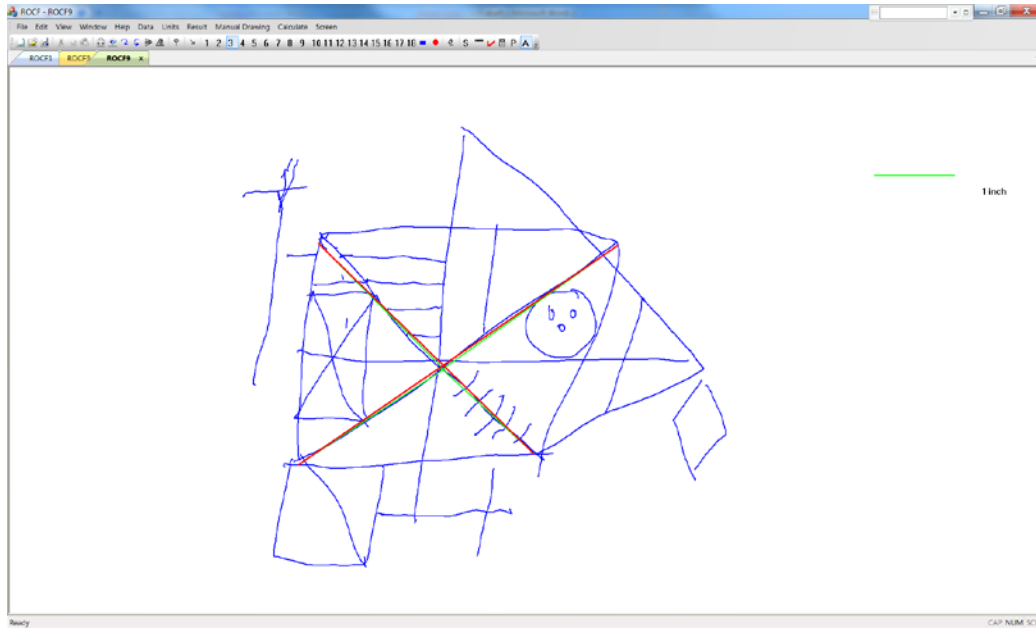 ROCF - ROCF9
File Edit View Window Help Data Units Result Manual Drawing Calculate Screen
1 2 3 4 5 6 7 8 9 10 11 12 13 14 15 16 17 18 S P A
ROCF1 ROCF3 ROCF9 x
1 inch
Ready
CAP NUM SC